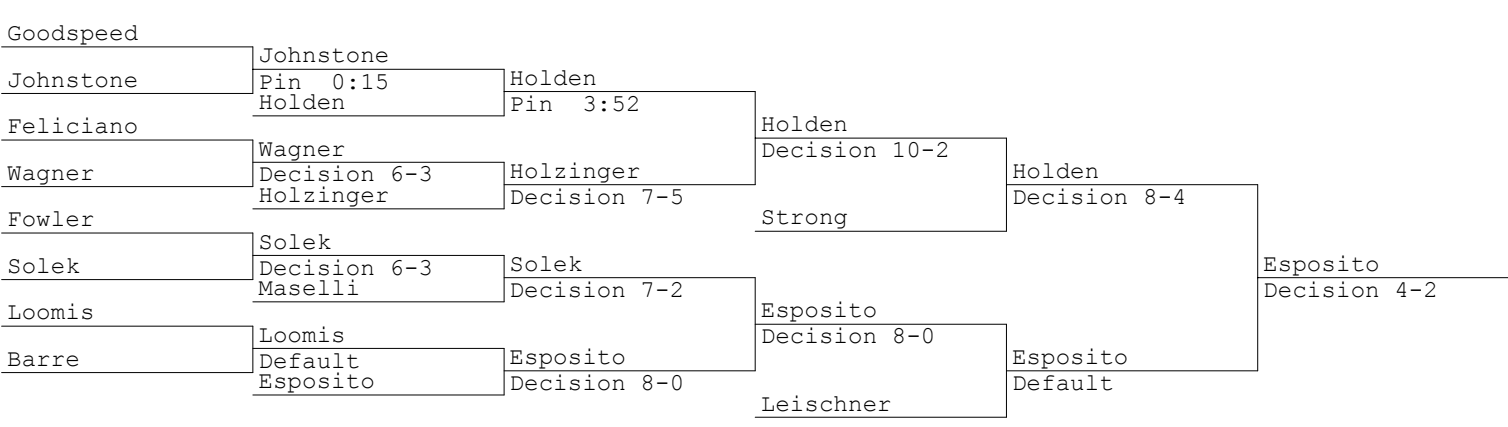 Goodspeed
Johnstone
Johnstone
Pin 0:15
Holden
Holden
Pin 3:52
Feliciano
Holden
Decision 10-2
Wagner
Wagner
Decision 6-3
Holzinger
Holzinger
Decision 7-5
Holden
Decision 8-4
Fowler
Strong
Solek
Solek
Decision 6-3
Maselli
Solek
Decision 7-2
Esposito
Decision 4-2
Loomis
Esposito
Decision 8-0
Barre
Loomis
Default
Esposito
Esposito
Decision 8-0
Esposito
Default
Leischner